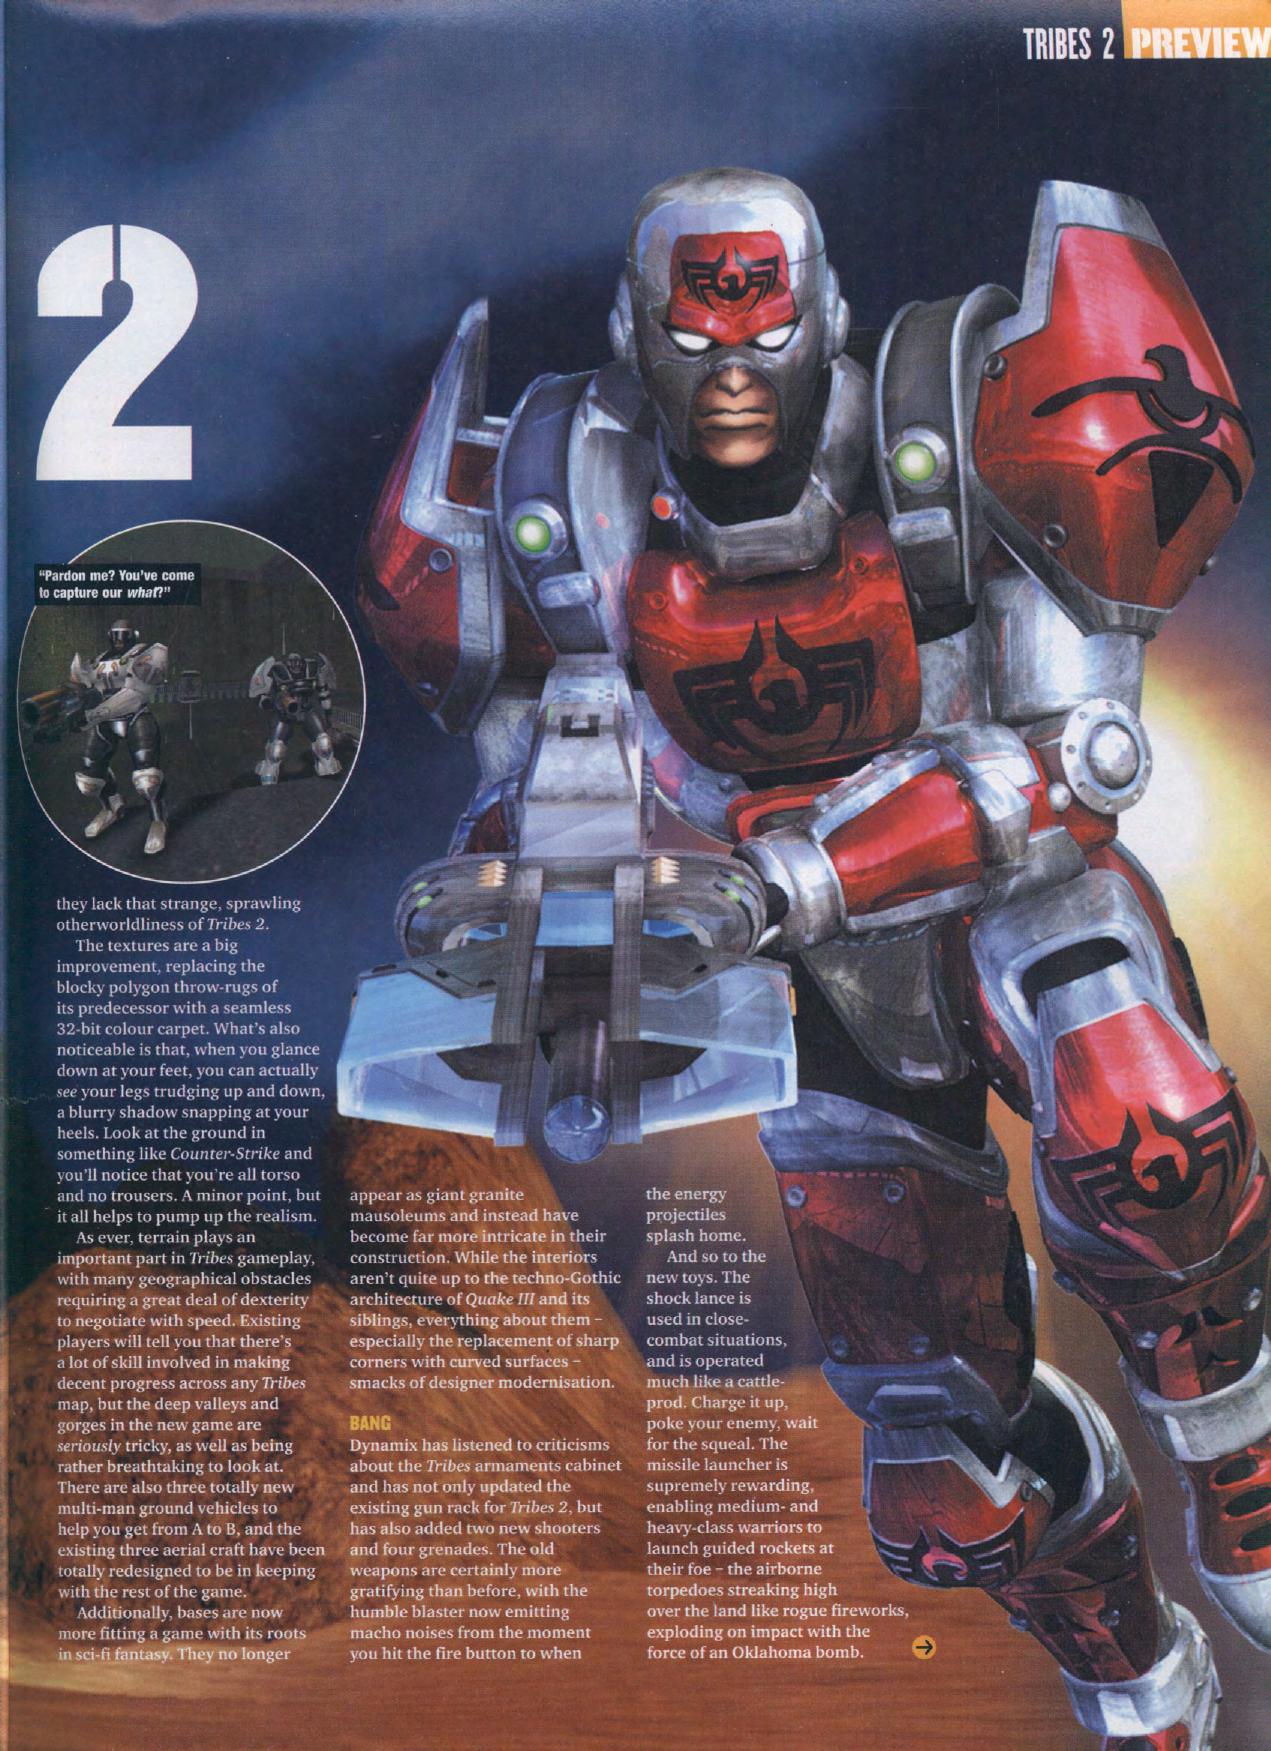 TRIBES 2 PREVIEW
2
"Pardon me? You've come
to capture our what?"
they lack that strange, sprawling
otherworldliness of Tribes 2.
The textures are a big
improvement, replacing the
blocky polygon throw-rugs of
its predecessor with a seamless
32-bit colour carpet. What's also
noticeable is that, when you glance
down at your feet, you can actually
see your legs trudging up and down,
a blurry shadow snapping at your
heels. Look at the ground in
something like Counter-Strike and
you'll notice that you're all torso
and no trousers. A minor point, but
it all helps to pump up the realism.
As ever, terrain plays an
important part in Tribes gameplay,
with many geographical obstacles
requiring a great deal of dexterity
to negotiate with speed. Existing
players will tell you that there's
a lot of skill involved in making
decent progress across any Tribes
map, but the deep valleys and
gorges in the new game are
seriously tricky, as well as being
rather breathtaking to look at.
There are also three totally new
multi-man ground vehicles to
help you get from A to B, and the
existing three aerial craft have been
totally redesigned to be in keeping
with the rest of the game.
Additionally, bases are now
more fitting a game with its roots
in sci-fi fantasy. They no longer
appear as giant granite
mausoleums and instead have
become far more intricate in their
construction. While the interiors
aren't quite up to the techno-Gothic
architecture of Quake III and its
siblings, everything about them –
especially the replacement of sharp
corners with curved surfaces –
smacks of designer modernisation.
BANG
Dynamix has listened to criticisms
about the Tribes armaments cabinet
and has not only updated the
existing gun rack for Tribes 2, but
has also added two new shooters
and four grenades. The old
weapons are certainly more
gratifying than before, with the
humble blaster now emitting
macho noises from the moment
you hit the fire button to when
the energy
projectiles
splash home.
And so to the
new toys. The
shock lance is
used in close-
combat situations,
and is operated
much like a cattle-
prod. Charge it up,
poke your enemy, wait
for the squeal. The
missile launcher is
supremely rewarding,
enabling medium- and
heavy-class warriors to
launch guided rockets at
their foe – the airborne
torpedoes streaking high
over the land like rogue fireworks,
exploding on impact with the
force of an Oklahoma bomb.